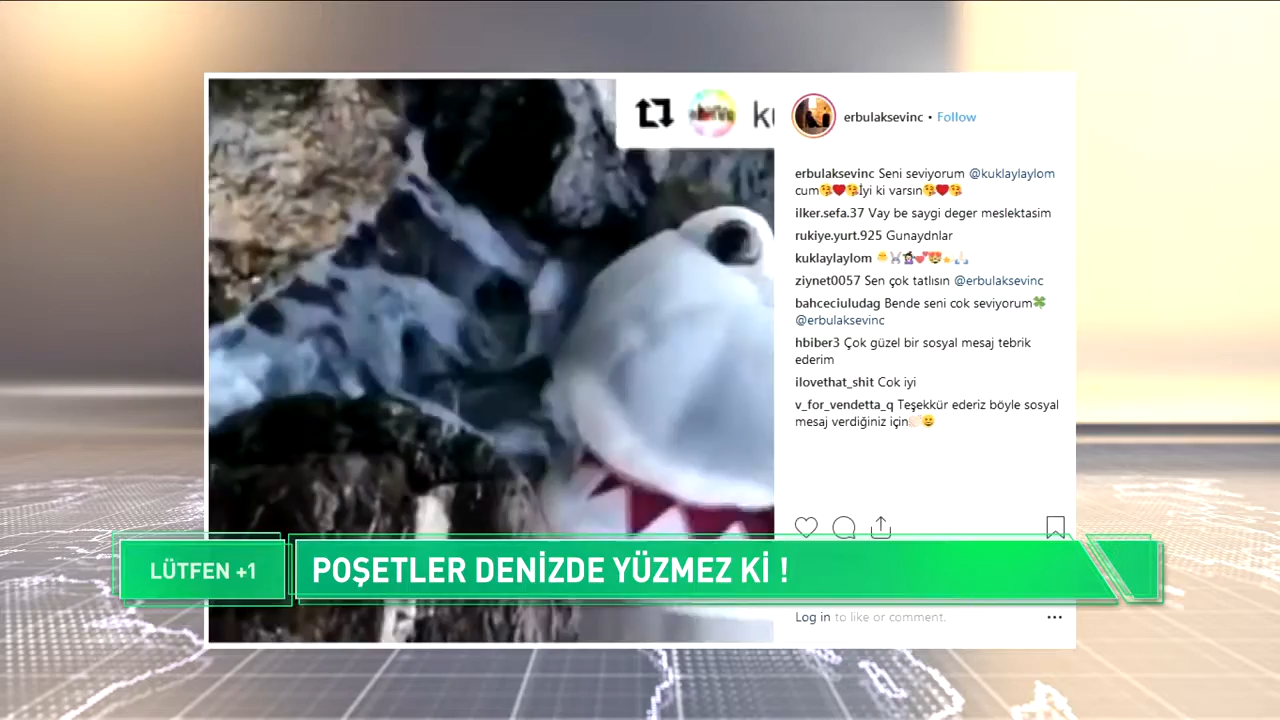 ku
erbulaksevinc • Follow
erbulaksevinc Seni seviyorum @kuklaylaylom
cum😘❤️😘İyi ki varsın😘❤️😘
ilker.sefa.37 Vay be saygi deger meslektasim
rukiye.yurt.925 Gunaydnlar
kuklaylaylom
ziynet0057 Sen çok tatlısın @erbulaksevinc
bahceciuludag Bende seni cok seviyorum🍀
@erbulaksevinc
hbiber3 Çok güzel bir sosyal mesaj tebrik
ederim
ilovethat_shit Cok iyi
v_for_vendetta_q Teşekkür ederiz böyle sosyal
mesaj verdiğiniz için
LÜTFEN +1
POŞETLER DENİZDE YÜZMEZ Kİ !
Log in to like or comment.